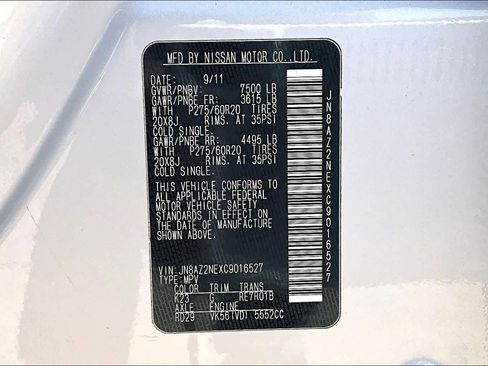 MFD BY NISSAN MOTOR CO.,LTD.
DATE: 9/11
GVWR/PNBV: 7500 LB
GAWR/PNBE FR: 3615 LB
WITH P275/60R20 TIRES
20X8J RIMS, AT 35PSI
COLD SINGLE.
GAWR/PNBE RR: 4495 LB
WITH P275/60R20 TIRES
20X8J RIMS, AT 35PSI
COLD SINGLE.
THIS VEHICLE CONFORMS TO
ALL APPLICABLE FEDERAL
MOTOR VEHICLE SAFETY
STANDARDS IN EFFECT ON
THE DATE OF MANUFACTURE
SHOWN ABOVE.
VIN: JN8AZ2NEXC9016527
TYPE: MPV
COLOR TRIM TRANS
K23 G RE7R01B
AXLE ENGINE
RD29 VK56(VD) 5552CC
JN8AZ2NEXC9016527